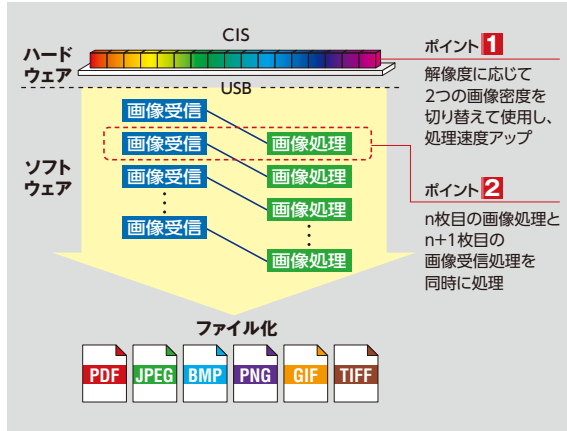 CIS
ハード
ウェア
USB
ポイント1
解像度に応じて
2つの画像密度を
切り替えて使用し、
処理速度アップ
ソフト
ウェア
画像受信
画像受信
画像処理
画像受信
画像処理
画像処理
画像受信
画像処理
ポイント2
n枚目の画像処理と
n+1枚目の
画像受信処理を
同時に処理
ファイル化
PDF
JPEG
BMP
PNG
GIF
TIFF